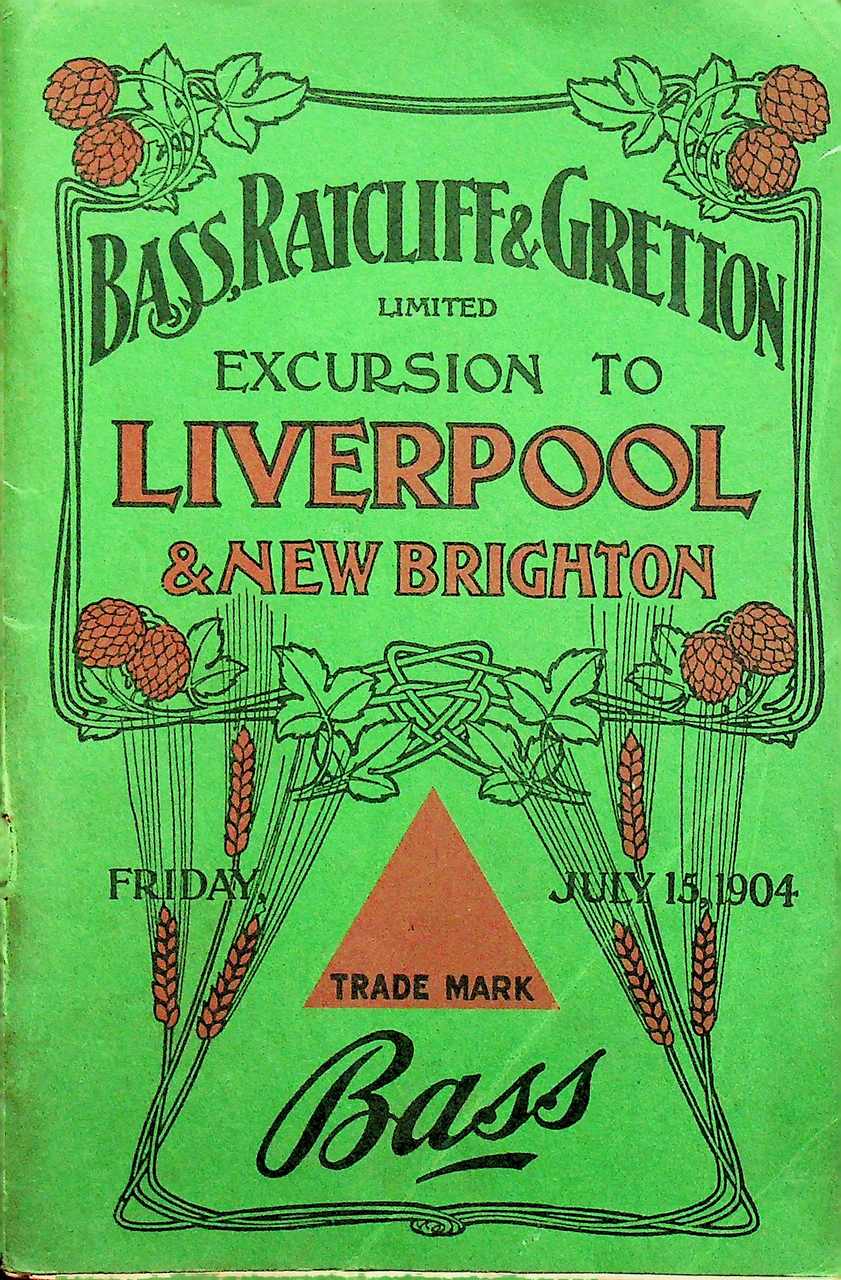 BASS, RATCLIFF & GRETTON
LIMITED
EXCURSION TO
LIVERPOOL
& NEW BRIGHTON
FRIDAY, JULY 15, 1904
TRADE MARK
Bass